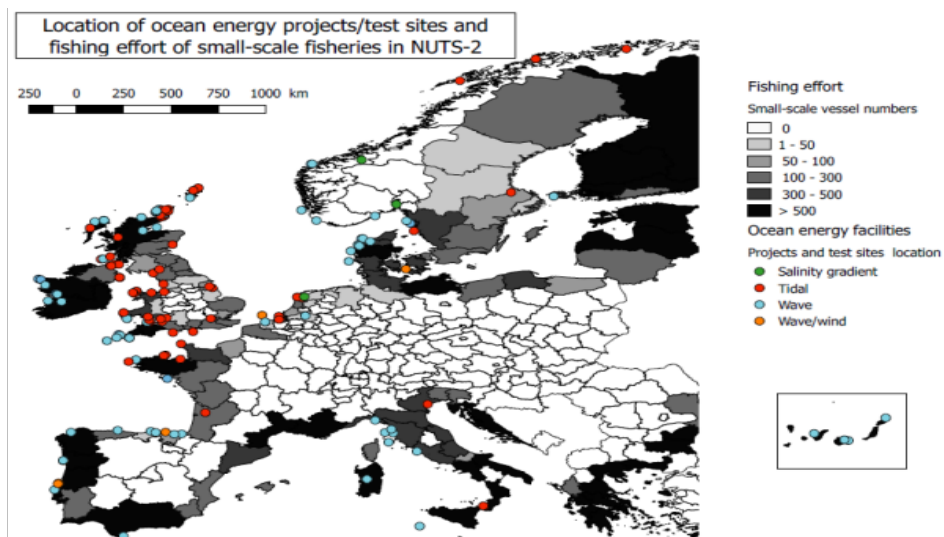 Location of ocean energy projects/test sites and
fishing effort of small-scale fisheries in NUTS-2
250 0 250 500 1000 km
Fishing effort
Small-scale vessel numbers
0
1 - 50
50 - 100
100 - 300
300 - 500
> 500
Ocean energy facilities
Projects and test sites location
Salinity gradient
Tidal
Wave
Wave/wind